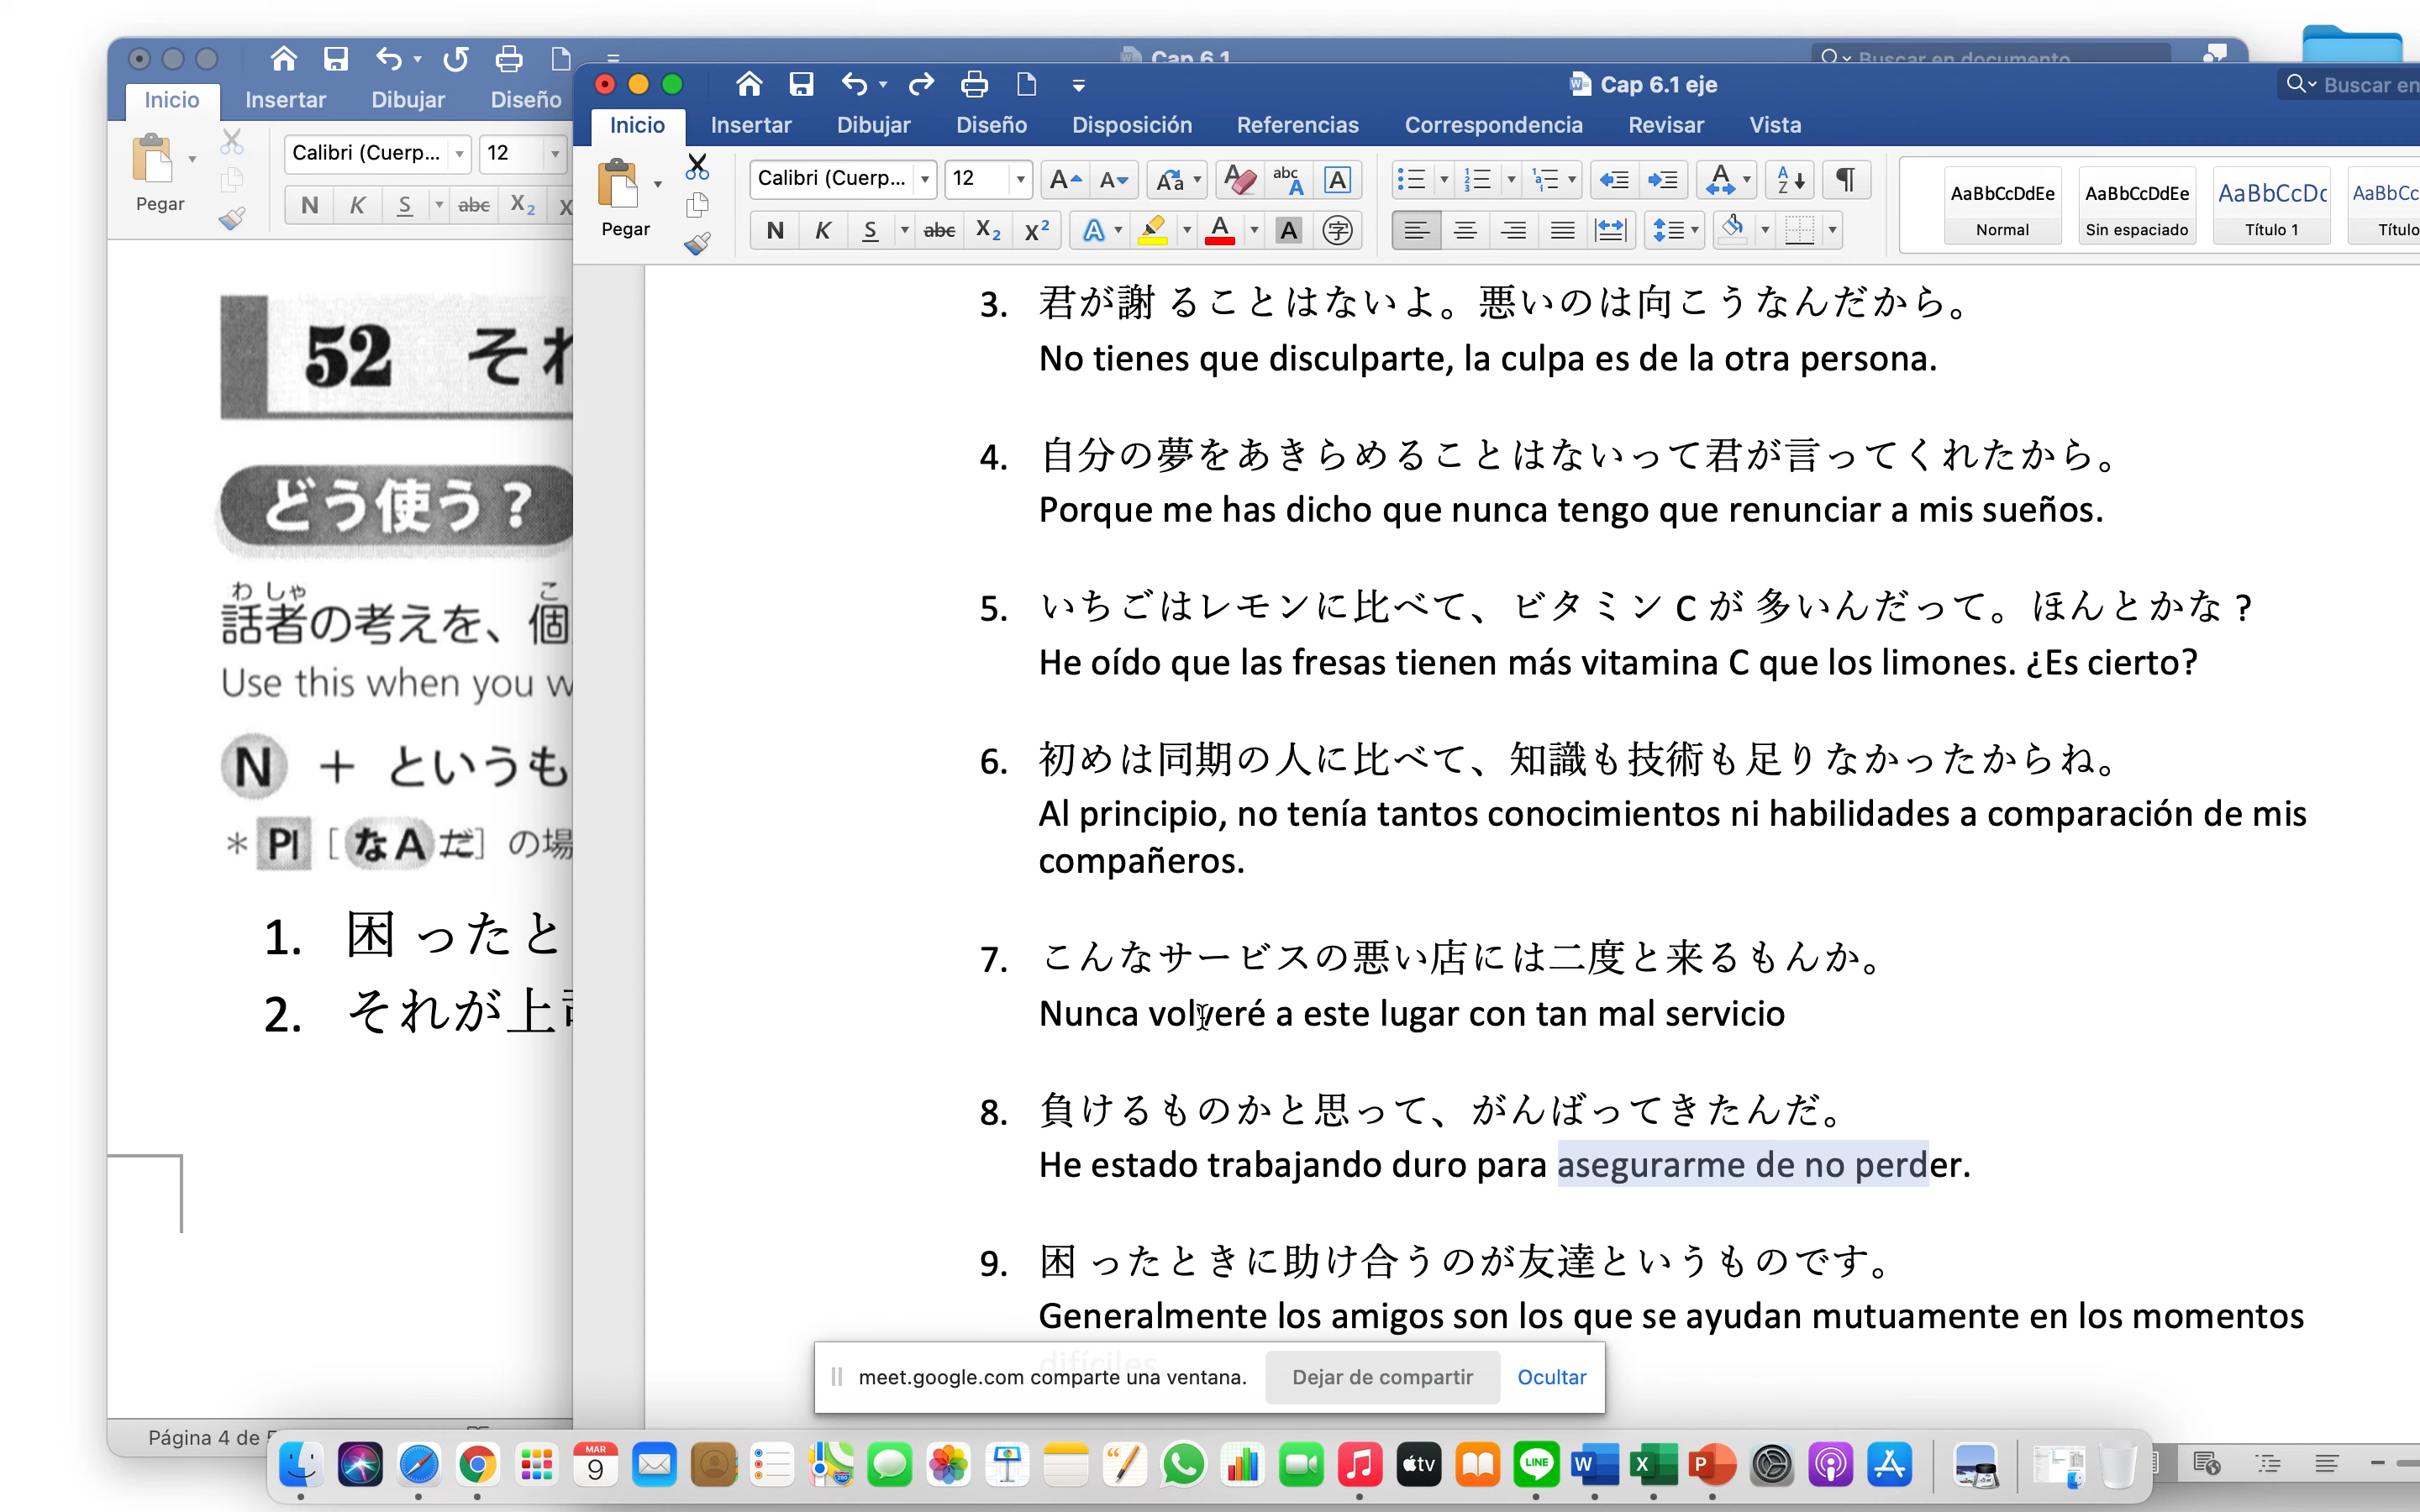 Cap 6.1
Buscar en documento
Inicio
Insertar
Dibujar
Diseño
Calibri (Cuerp...
12
Pegar
N K S abc X₂
52 それ
どう使う？
わしゃ こ
話者の考えを、個
Use this when you w
N + というも
＊ PI [なA だ] の場
1. 困 ったと
2. それが上
Página 4 de
Cap 6.1 eje
Buscar en
Inicio
Insertar
Dibujar
Diseño
Disposición
Referencias
Correspondencia
Revisar
Vista
Calibri (Cuerp...
12
Pegar
N K S abc X₂ X²
AaBbCcDdEe
Normal
AaBbCcDdEe
Sin espaciado
AaBbCcDc
Título 1
AaBbCc
Título
3. 君が謝 ることはないよ。悪いのは向こうなんだから。
No tienes que disculparte, la culpa es de la otra persona.
4. 自分の夢をあきらめることはないって君が言ってくれたから。
Porque me has dicho que nunca tengo que renunciar a mis sueños.
5. いちごはレモンに比べて、ビタミン C が 多いんだって。ほんとかな ?
He oído que las fresas tienen más vitamina C que los limones. ¿Es cierto?
6. 初めは同期の人に比べて、知識も技術も足りなかったからね。
Al principio, no tenía tantos conocimientos ni habilidades a comparación de mis
compañeros.
7. こんなサービスの悪い店には二度と来るもんか。
Nunca volveré a este lugar con tan mal servicio
8. 負けるものかと思って、がんばってきたんだ。
He estado trabajando duro para asegurarme de no perder.
9. 困 ったときに助け合うのが友達というものです。
Generalmente los amigos son los que se ayudan mutuamente en los momentos
difíciles
meet.google.com comparte una ventana.
Dejar de compartir
Ocultar
MAR
9
tv
LINE
W
X
P